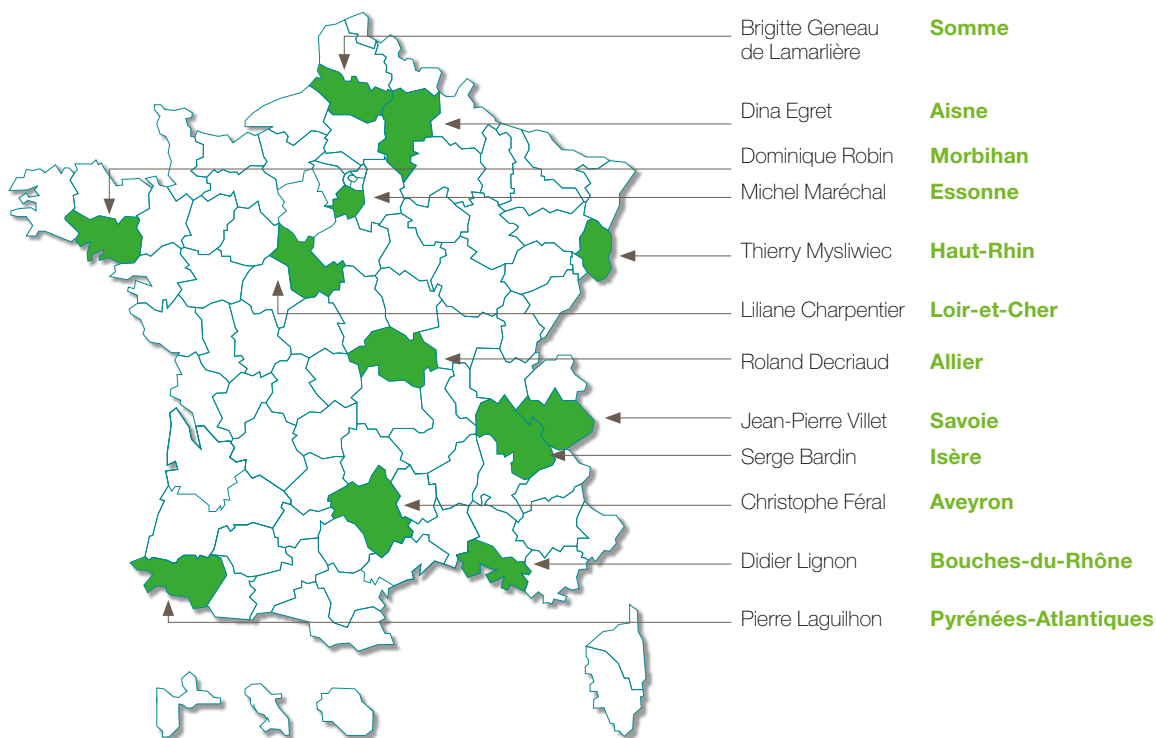 Brigitte Geneau de Lamarlière Somme
Dina Egret Aisne
Dominique Robin Morbihan
Michel Maréchal Essonne
Thierry Mysliwiec Haut-Rhin
Liliane Charpentier Loir-et-Cher
Roland Decriaud Allier
Jean-Pierre Villet Savoie
Serge Bardin Isère
Christophe Féral Aveyron
Didier Lignon Bouches-du-Rhône
Pierre Laguilhon Pyrénées-Atlantiques